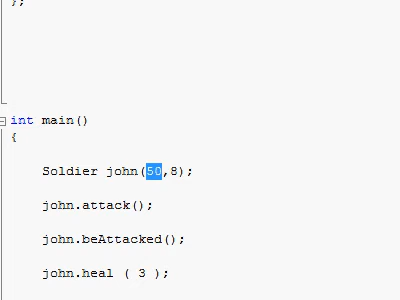 };
int main()
{
Soldier john(50,8);
john.attack();
john.beAttacked();
john.heal ( 3 );